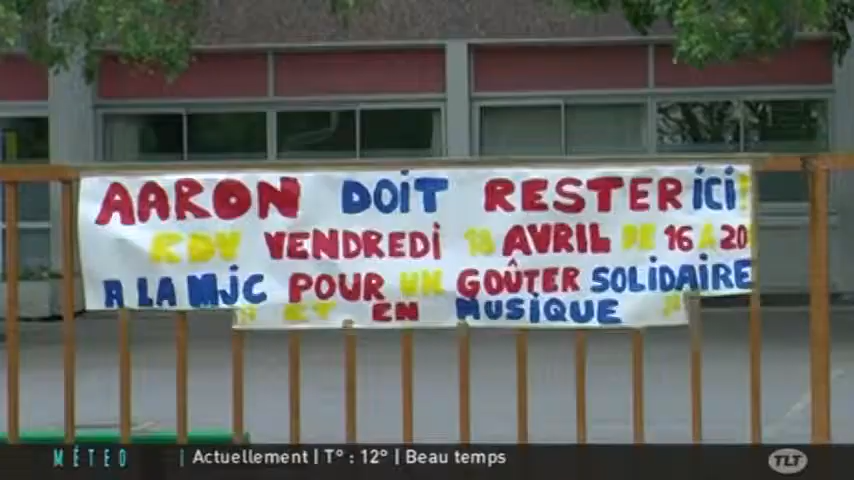 AARON DOIT RESTER ICI!
RDV VENDREDI 18 AVRIL DE 16 A 20
A LA MJC POUR UN GOÛTER SOLIDAIRE
ET EN MUSIQUE
MÉTEO | Actuellement | T° : 12° | Beau temps
TLT